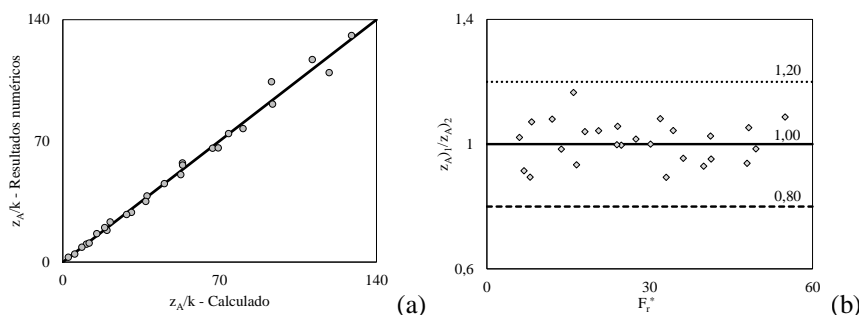 140
70
0
z_A/k - Resultados numéricos
0
70
140
z_A/k - Calculado
(a)
1,4
1,20
1,00
1
0,80
0,6
z_A)_1/z_A)_2
0
30
60
F_r^*
(b)